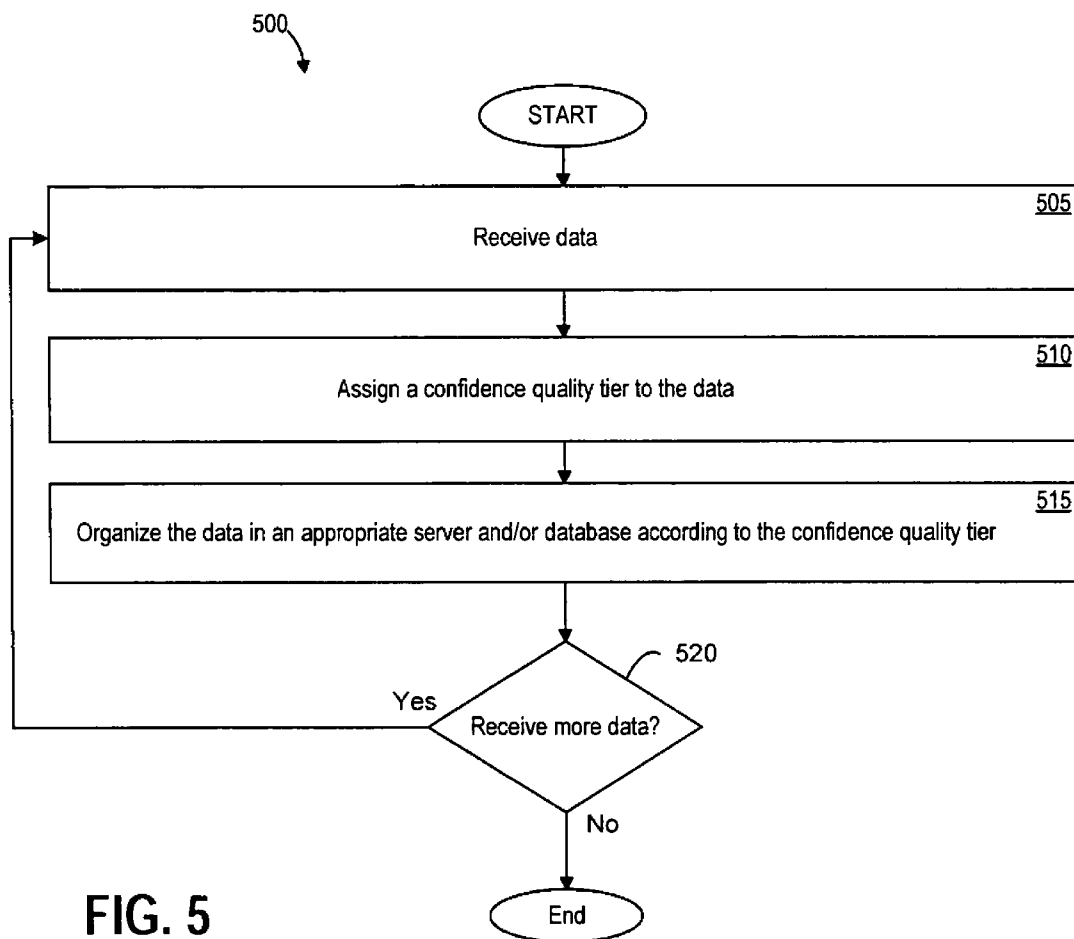 500
START
505
Receive data
510
Assign a confidence quality tier to the data
515
Organize the data in an appropriate server and/or database according to the confidence quality tier
520
Yes
Receive more data?
No
End
FIG. 5